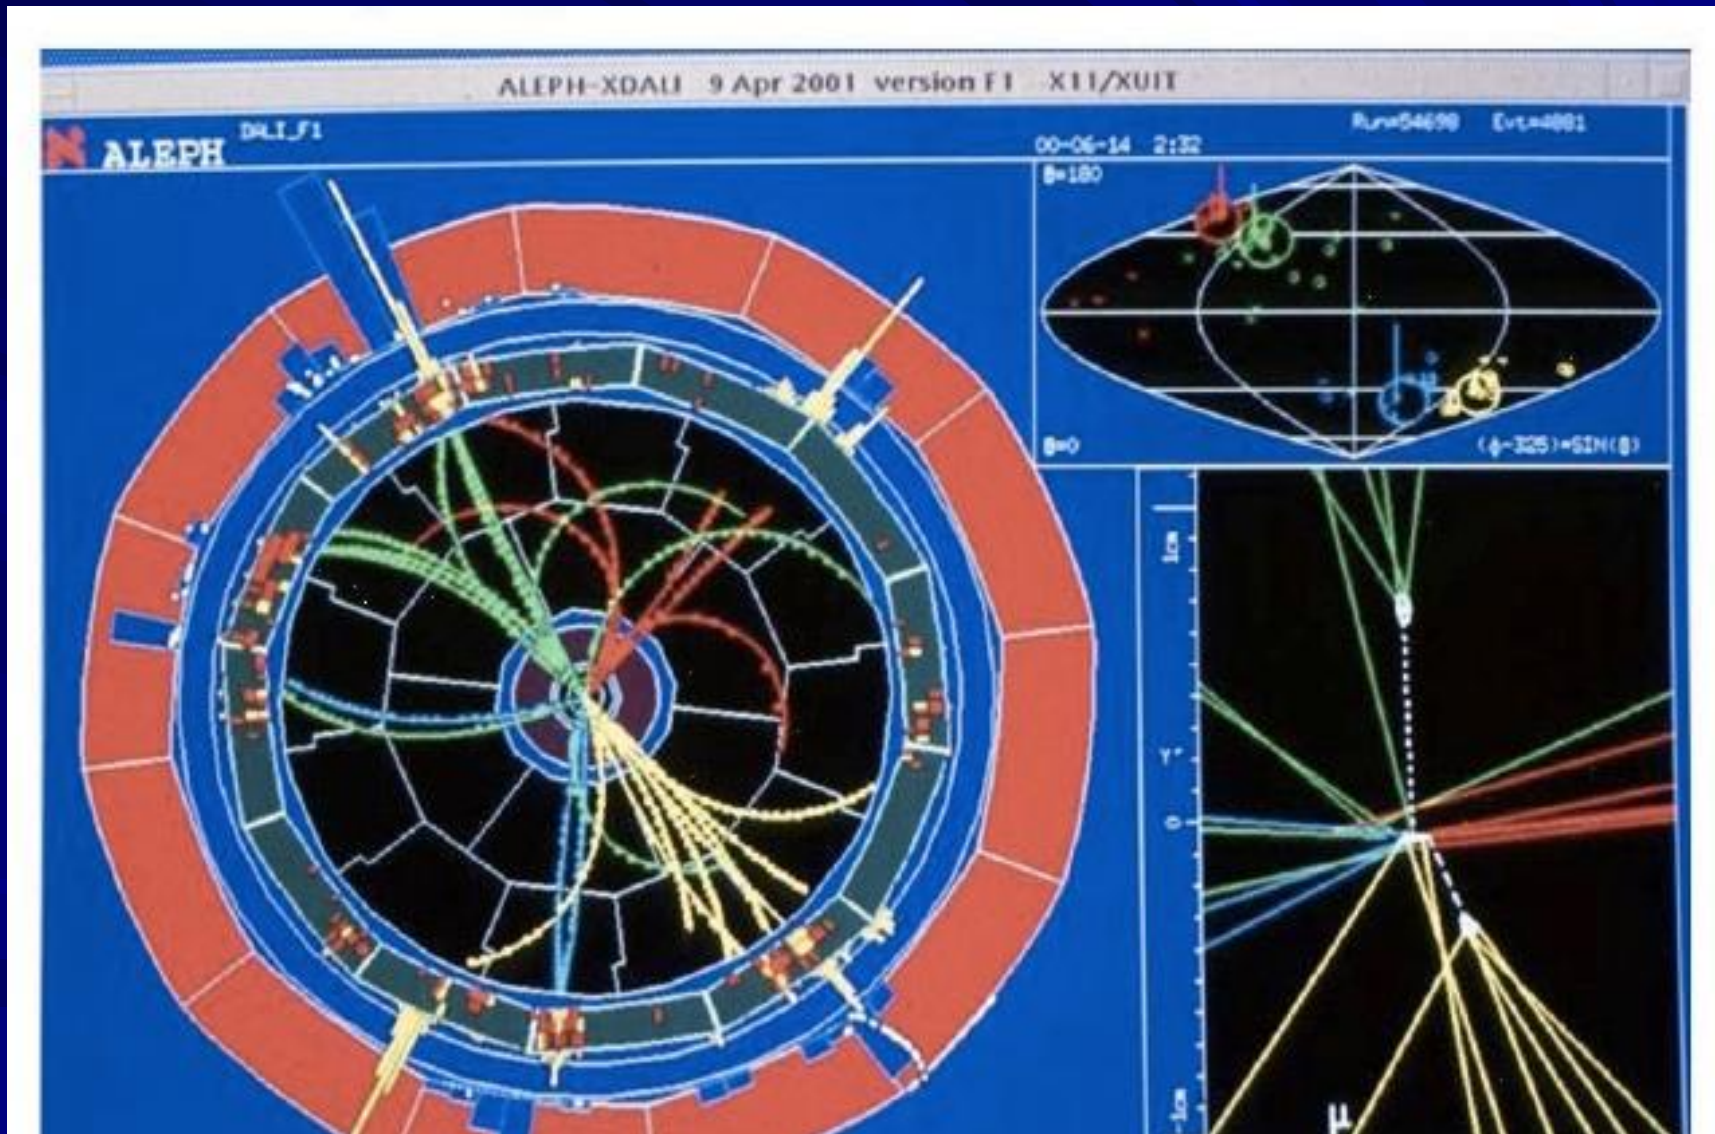 ALEPH-XDALI 9 Apr 2001 version F1 X11/XUIT
ALEPH DALI_F1
Run=54698 Evt=4881
00-06-14 2:32
θ=180
θ=0
(ϕ-325)*SIN(θ)
1cm
Y"
0
-1cm
μ